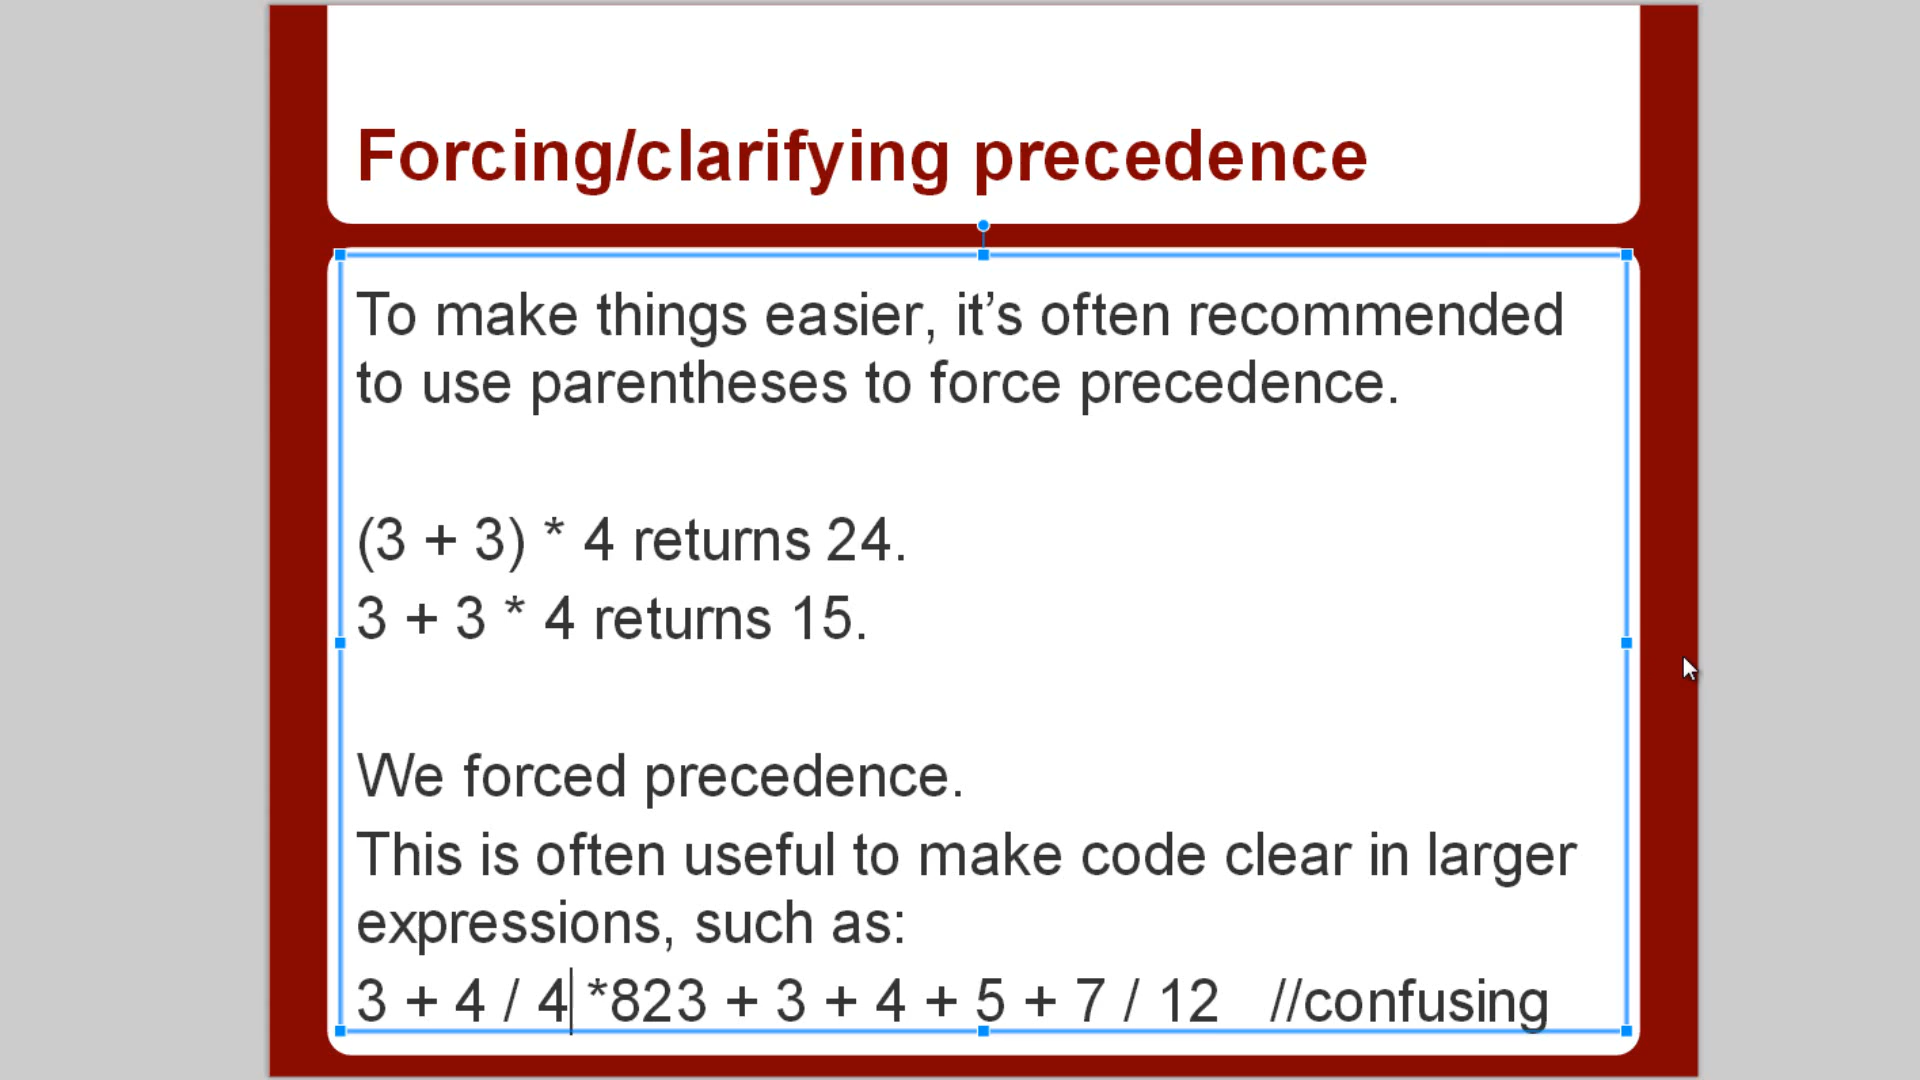 Forcing/clarifying precedence
To make things easier, it’s often recommended
to use parentheses to force precedence.
(3 + 3) * 4 returns 24.
3 + 3 * 4 returns 15.
We forced precedence.
This is often useful to make code clear in larger
expressions, such as:
3 + 4 / 4 *823 + 3 + 4 + 5 + 7 / 12   //confusing